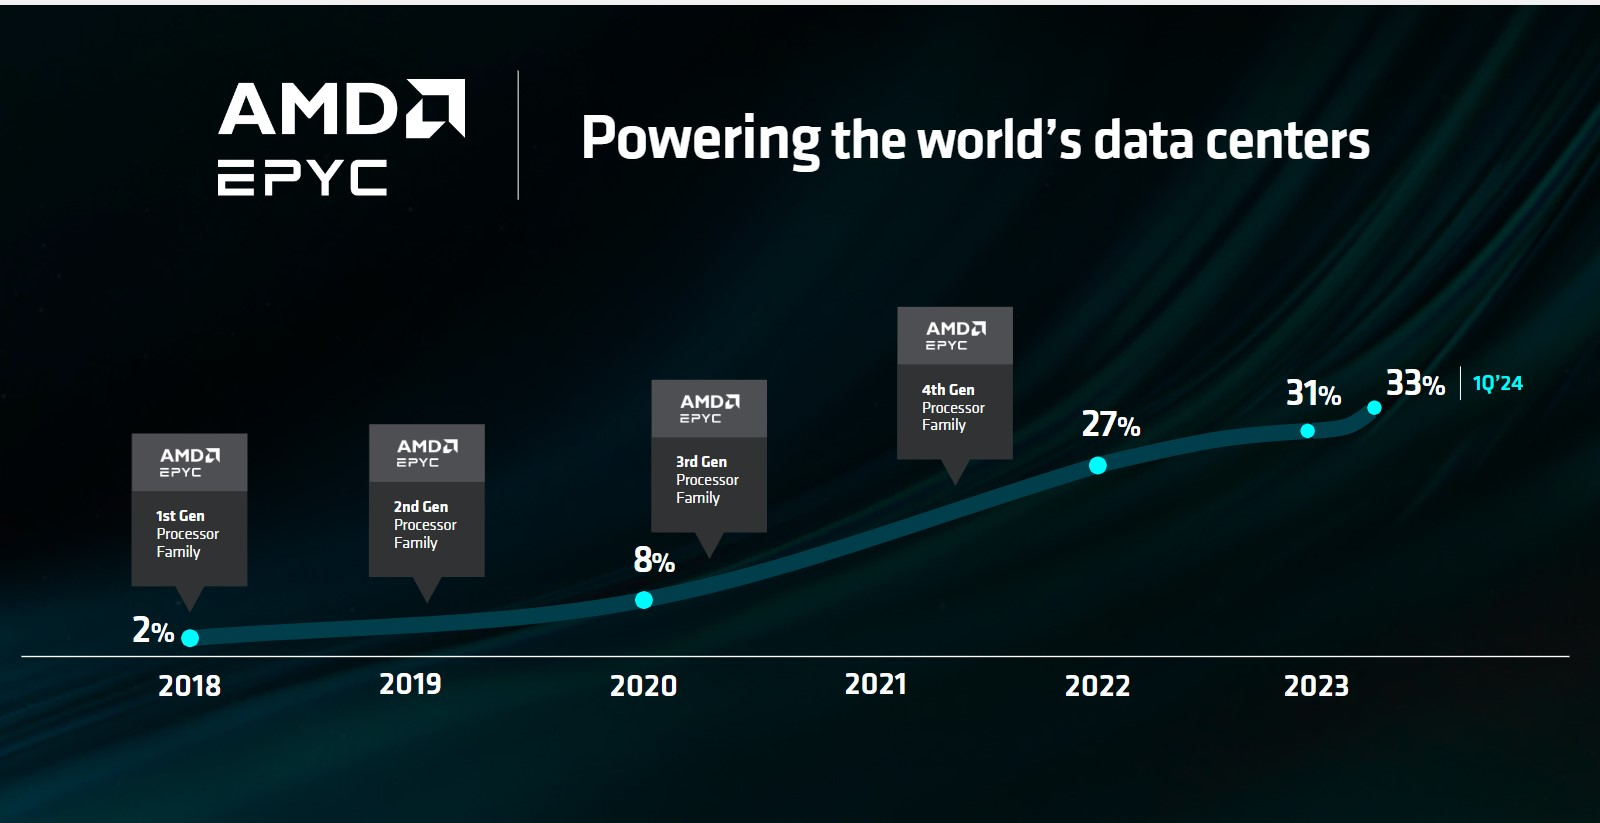 AMD
EPYC
Powering the world's data centers
AMD
EPYC
1st Gen
Processor
Family
AMD
EPYC
2nd Gen
Processor
Family
AMD
EPYC
3rd Gen
Processor
Family
AMD
EPYC
4th Gen
Processor
Family
2%
8%
27%
31%
33% | 1Q'24
2018
2019
2020
2021
2022
2023